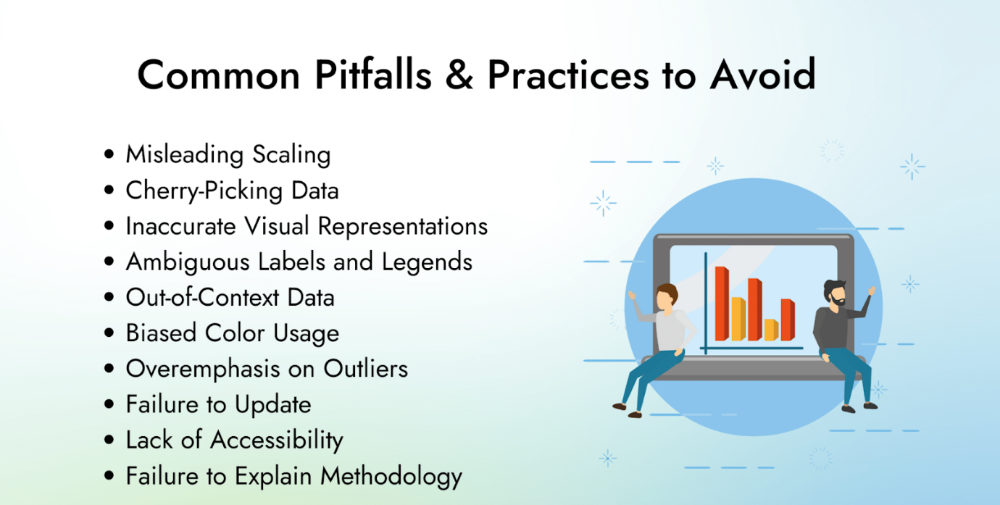 Common Pitfalls & Practices to Avoid
• Misleading Scaling
• Cherry-Picking Data
• Inaccurate Visual Representations
• Ambiguous Labels and Legends
• Out-of-Context Data
• Biased Color Usage
• Overemphasis on Outliers
• Failure to Update
• Lack of Accessibility
• Failure to Explain Methodology